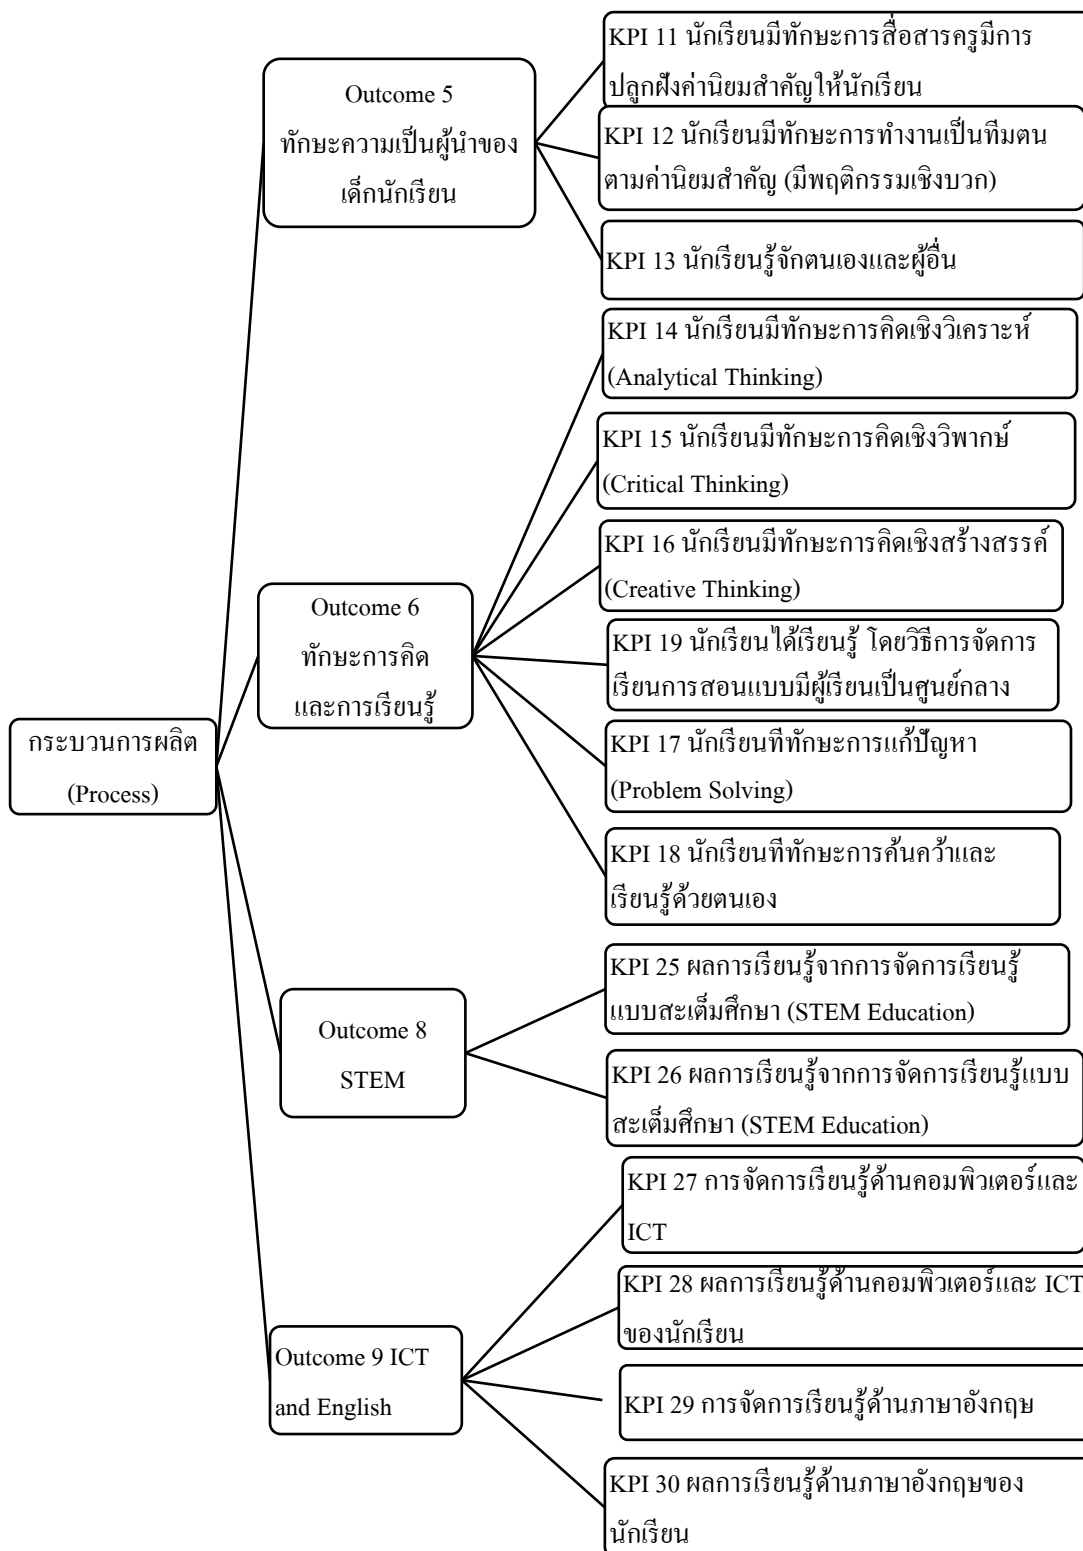 กระบวนการผลิต
(Process)
Outcome 5
ทักษะความเป็นผู้นำของ
เด็กนักเรียน
KPI 11 นักเรียนมีทักษะการสื่อสารครูมีการ
ปลูกฝังค่านิยมสำคัญให้นักเรียน
KPI 12 นักเรียนมีทักษะการทำงานเป็นทีมตน
ตามค่านิยมสำคัญ (มีพฤติกรรมเชิงบวก)
KPI 13 นักเรียนรู้จักตนเองและผู้อื่น
Outcome 6
ทักษะการคิด
และการเรียนรู้
KPI 14 นักเรียนมีทักษะการคิดเชิงวิเคราะห์
(Analytical Thinking)
KPI 15 นักเรียนมีทักษะการคิดเชิงวิพากษ์
(Critical Thinking)
KPI 16 นักเรียนมีทักษะการคิดเชิงสร้างสรรค์
(Creative Thinking)
KPI 19 นักเรียนได้เรียนรู้ โดยวิธีการจัดการ
เรียนการสอนแบบมีผู้เรียนเป็นศูนย์กลาง
KPI 17 นักเรียนทีทักษะการแก้ปัญหา
(Problem Solving)
KPI 18 นักเรียนทีทักษะการค้นคว้าและ
เรียนรู้ด้วยตนเอง
Outcome 8
STEM
KPI 25 ผลการเรียนรู้จากการจัดการเรียนรู้
แบบสะเต็มศึกษา (STEM Education)
KPI 26 ผลการเรียนรู้จากการจัดการเรียนรู้แบบ
สะเต็มศึกษา (STEM Education)
Outcome 9 ICT
and English
KPI 27 การจัดการเรียนรู้ด้านคอมพิวเตอร์และ
ICT
KPI 28 ผลการเรียนรู้ด้านคอมพิวเตอร์และ ICT
ของนักเรียน
KPI 29 การจัดการเรียนรู้ด้านภาษาอังกฤษ
KPI 30 ผลการเรียนรู้ด้านภาษาอังกฤษของ
นักเรียน